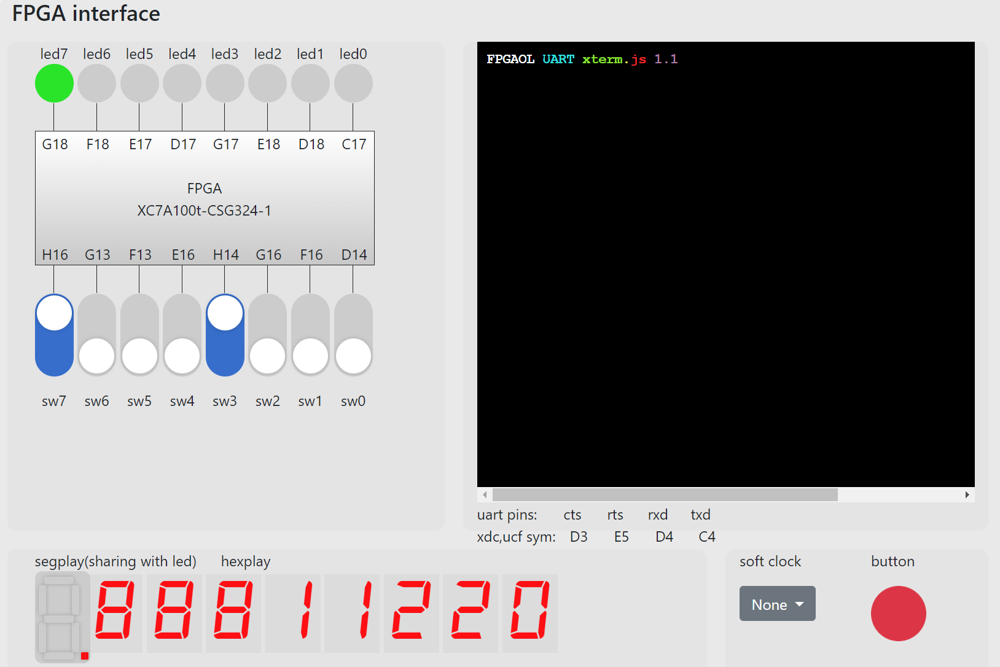 FPGA interface
led7 led6 led5 led4 led3 led2 led1 led0
G18 F18 E17 D17 G17 E18 D18 C17
FPGA
XC7A100t-CSG324-1
H16 G13 F13 E16 H14 G16 F16 D14
sw7 sw6 sw5 sw4 sw3 sw2 sw1 sw0
FPGAOL UART xterm.js 1.1
uart pins: cts rts rxd txd
xdc,ucf sym: D3 E5 D4 C4
segplay(sharing with led) hexplay
88811220
soft clock button
None